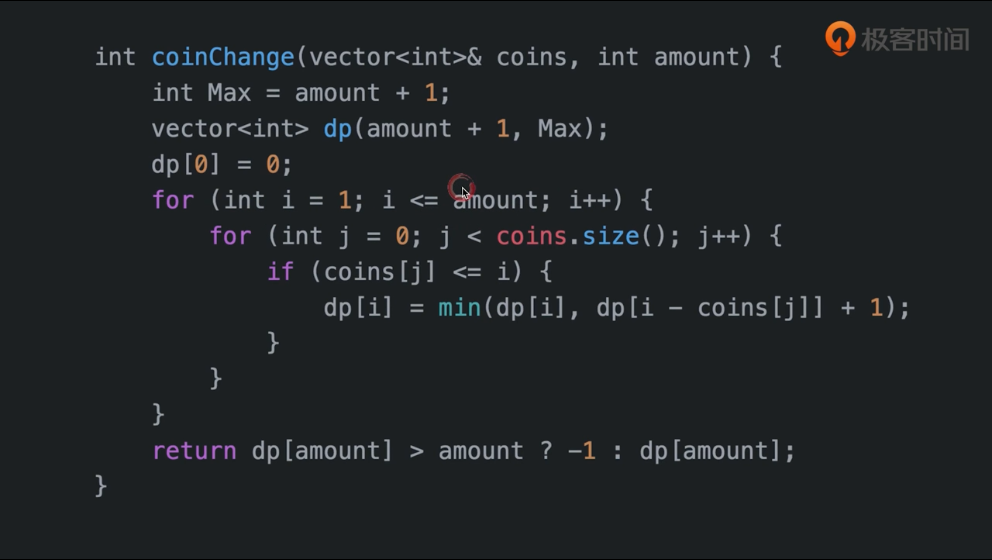 极客时间
int coinChange(vector<int>& coins, int amount) {
    int Max = amount + 1;
    vector<int> dp(amount + 1, Max);
    dp[0] = 0;
    for (int i = 1; i <= amount; i++) {
        for (int j = 0; j < coins.size(); j++) {
            if (coins[j] <= i) {
                dp[i] = min(dp[i], dp[i − coins[j]] + 1);
            }
        }
    }
    return dp[amount] > amount ? −1 : dp[amount];
}